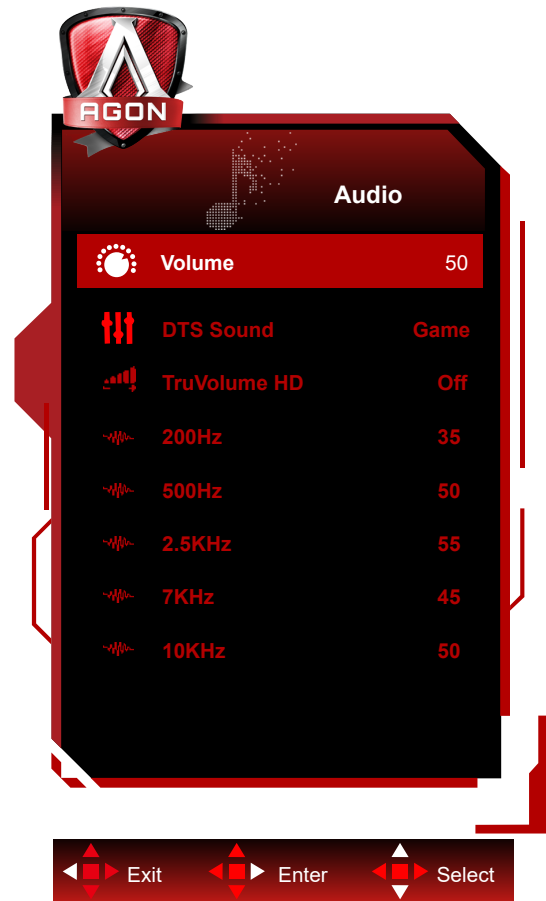 AGON
Audio
Volume 50
DTS Sound Game
TruVolume HD Off
200Hz 35
500Hz 50
2.5KHz 55
7KHz 45
10KHz 50
Exit Enter Select